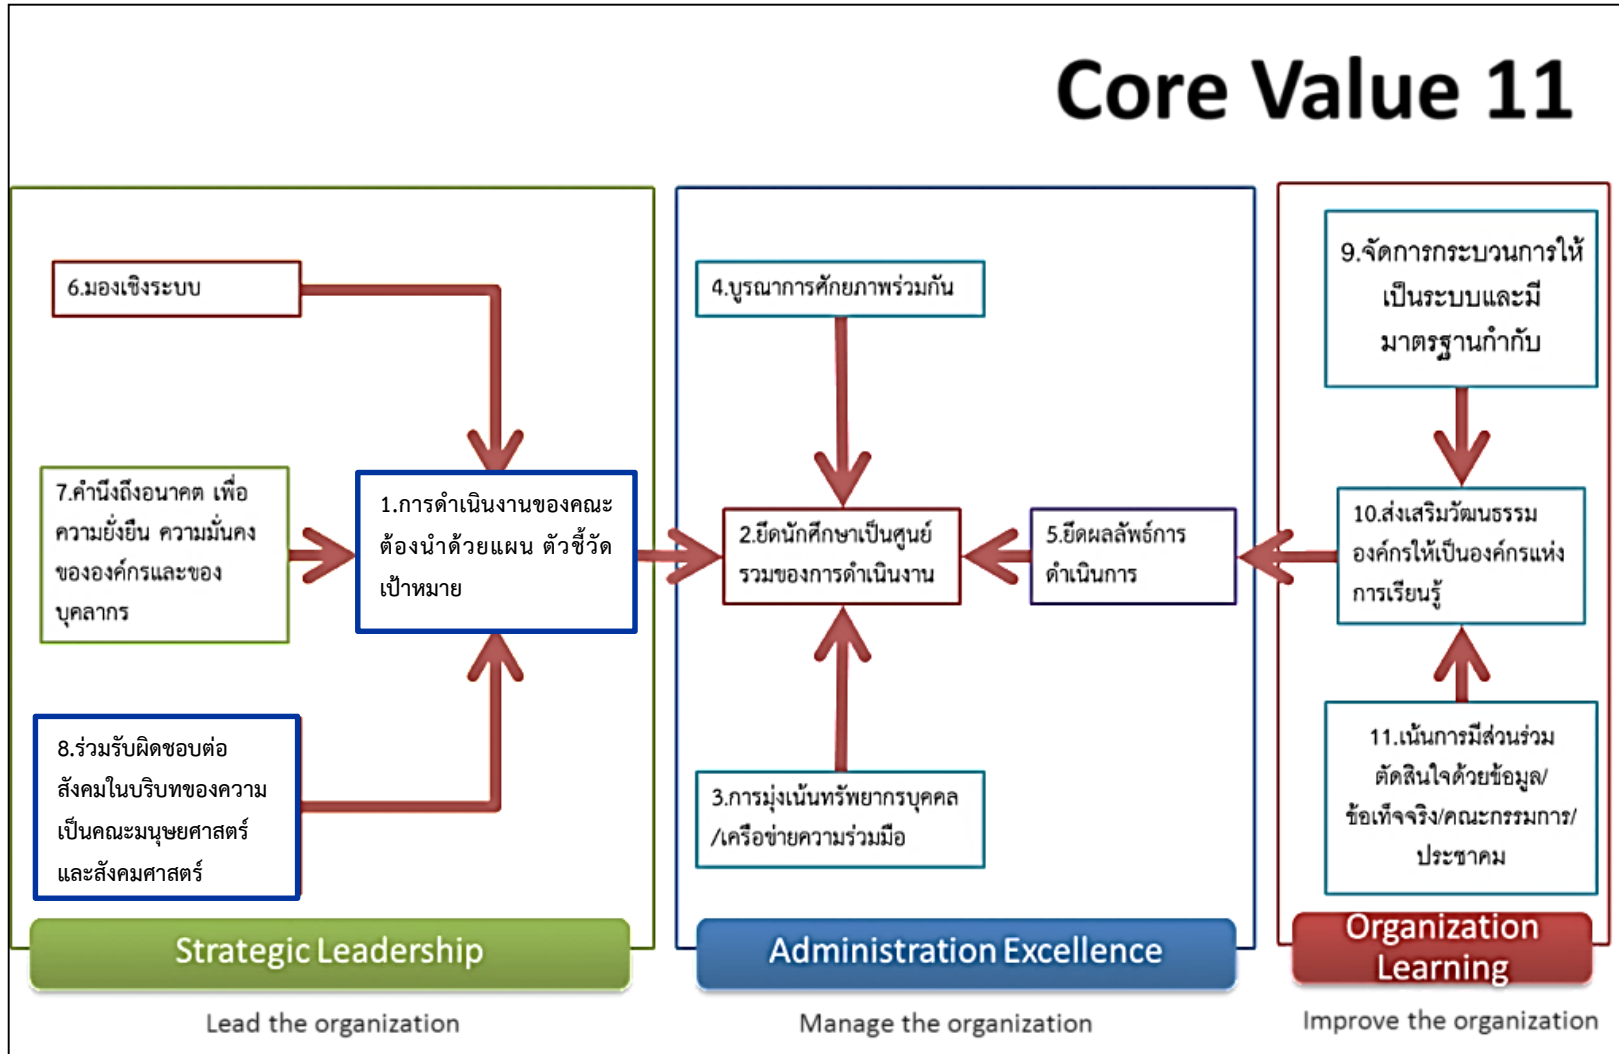 Core Value 11
6.มองเชิงระบบ
7.คำนึงถึงอนาคต เพื่อ
ความยั่งยืน ความมั่นคง
ขององค์กรและของ
บุคลากร
1.การดำเนินงานของคณะ
ต้องนำด้วยแผน ตัวชี้วัด
เป้าหมาย
8.ร่วมรับผิดชอบต่อ
สังคมในบริบทของความ
เป็นคณะมนุษยศาสตร์
และสังคมศาสตร์
Strategic Leadership
Lead the organization
4.บูรณาการศักยภาพร่วมกัน
2.ยึดนักศึกษาเป็นศูนย์
รวมของการดำเนินงาน
5.ยึดผลลัพธ์การ
ดำเนินการ
3.การมุ่งเน้นทรัพยากรบุคคล
/เครือข่ายความร่วมมือ
Administration Excellence
Manage the organization
9.จัดการกระบวนการให้
เป็นระบบและมี
มาตรฐานกำกับ
10.ส่งเสริมวัฒนธรรม
องค์กรให้เป็นองค์กรแห่ง
การเรียนรู้
11.เน้นการมีส่วนร่วม
ตัดสินใจด้วยข้อมูล/
ข้อเท็จจริง/คณะกรรมการ/
ประชาคม
Organization
Learning
Improve the organization